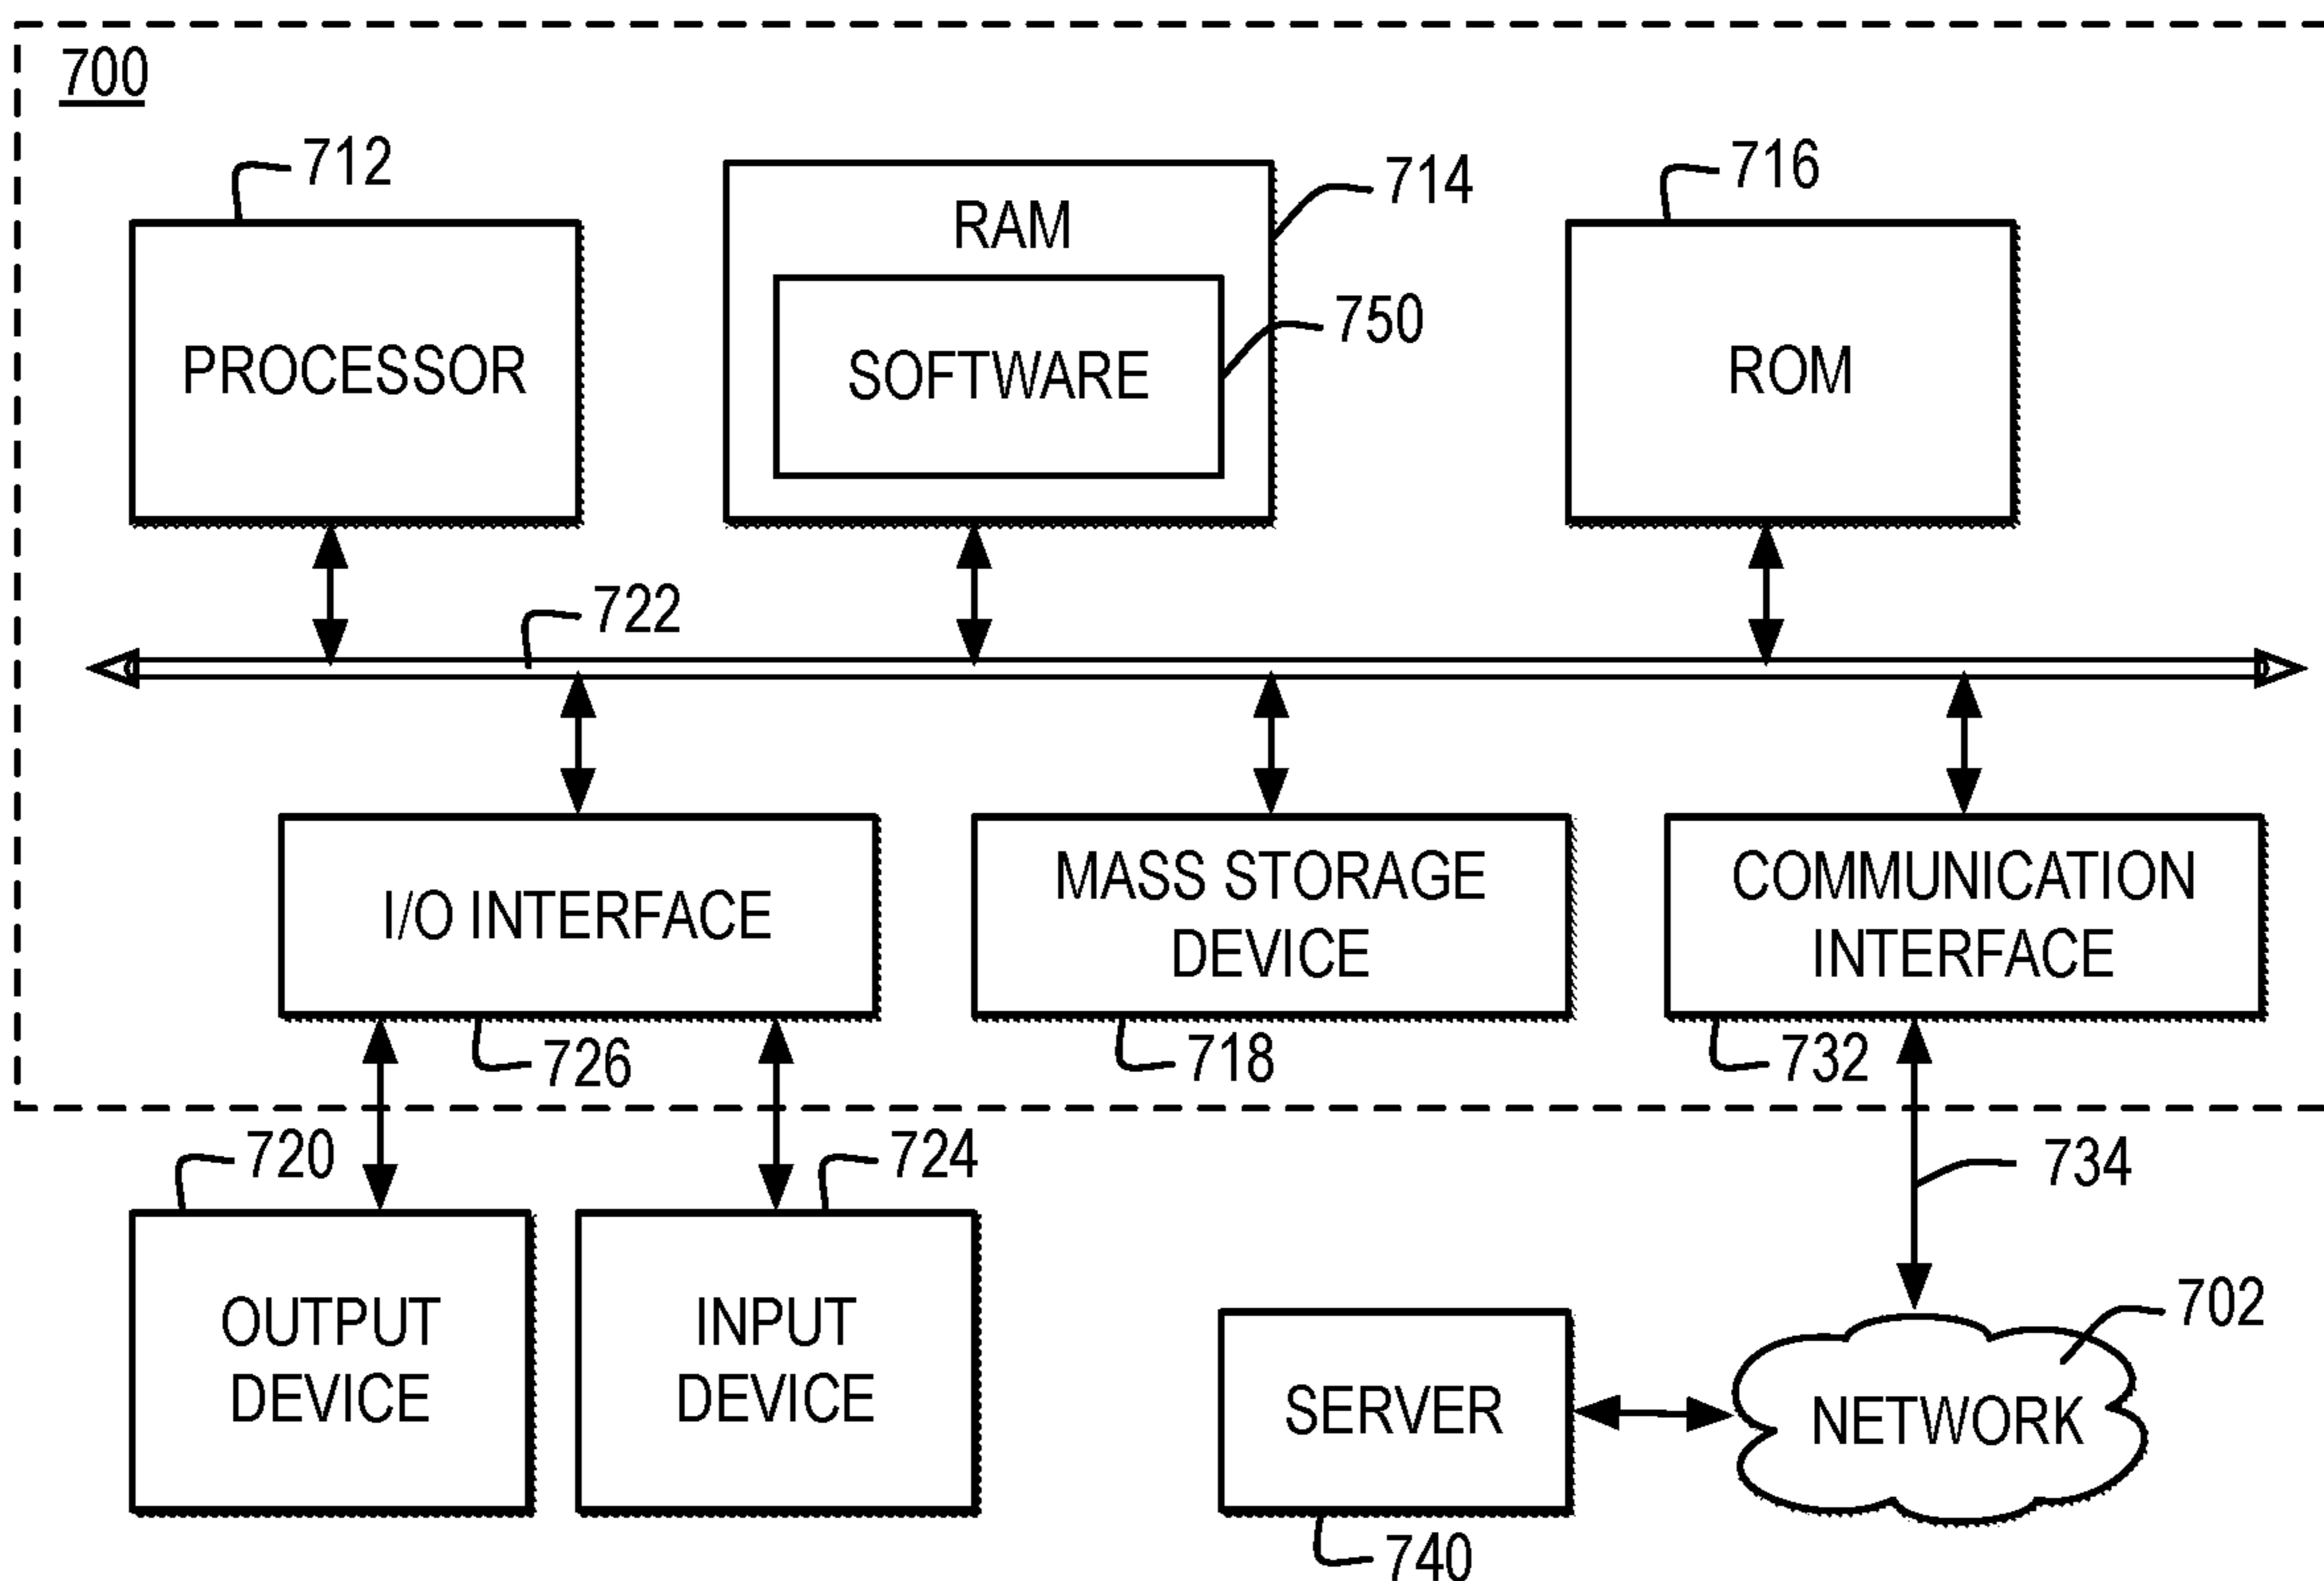 700
712
714
716
RAM
750
PROCESSOR
SOFTWARE
ROM
722
I/O INTERFACE
MASS STORAGE
DEVICE
COMMUNICATION
INTERFACE
726
718
732
720
724
734
OUTPUT
DEVICE
INPUT
DEVICE
702
SERVER
NETWORK
740